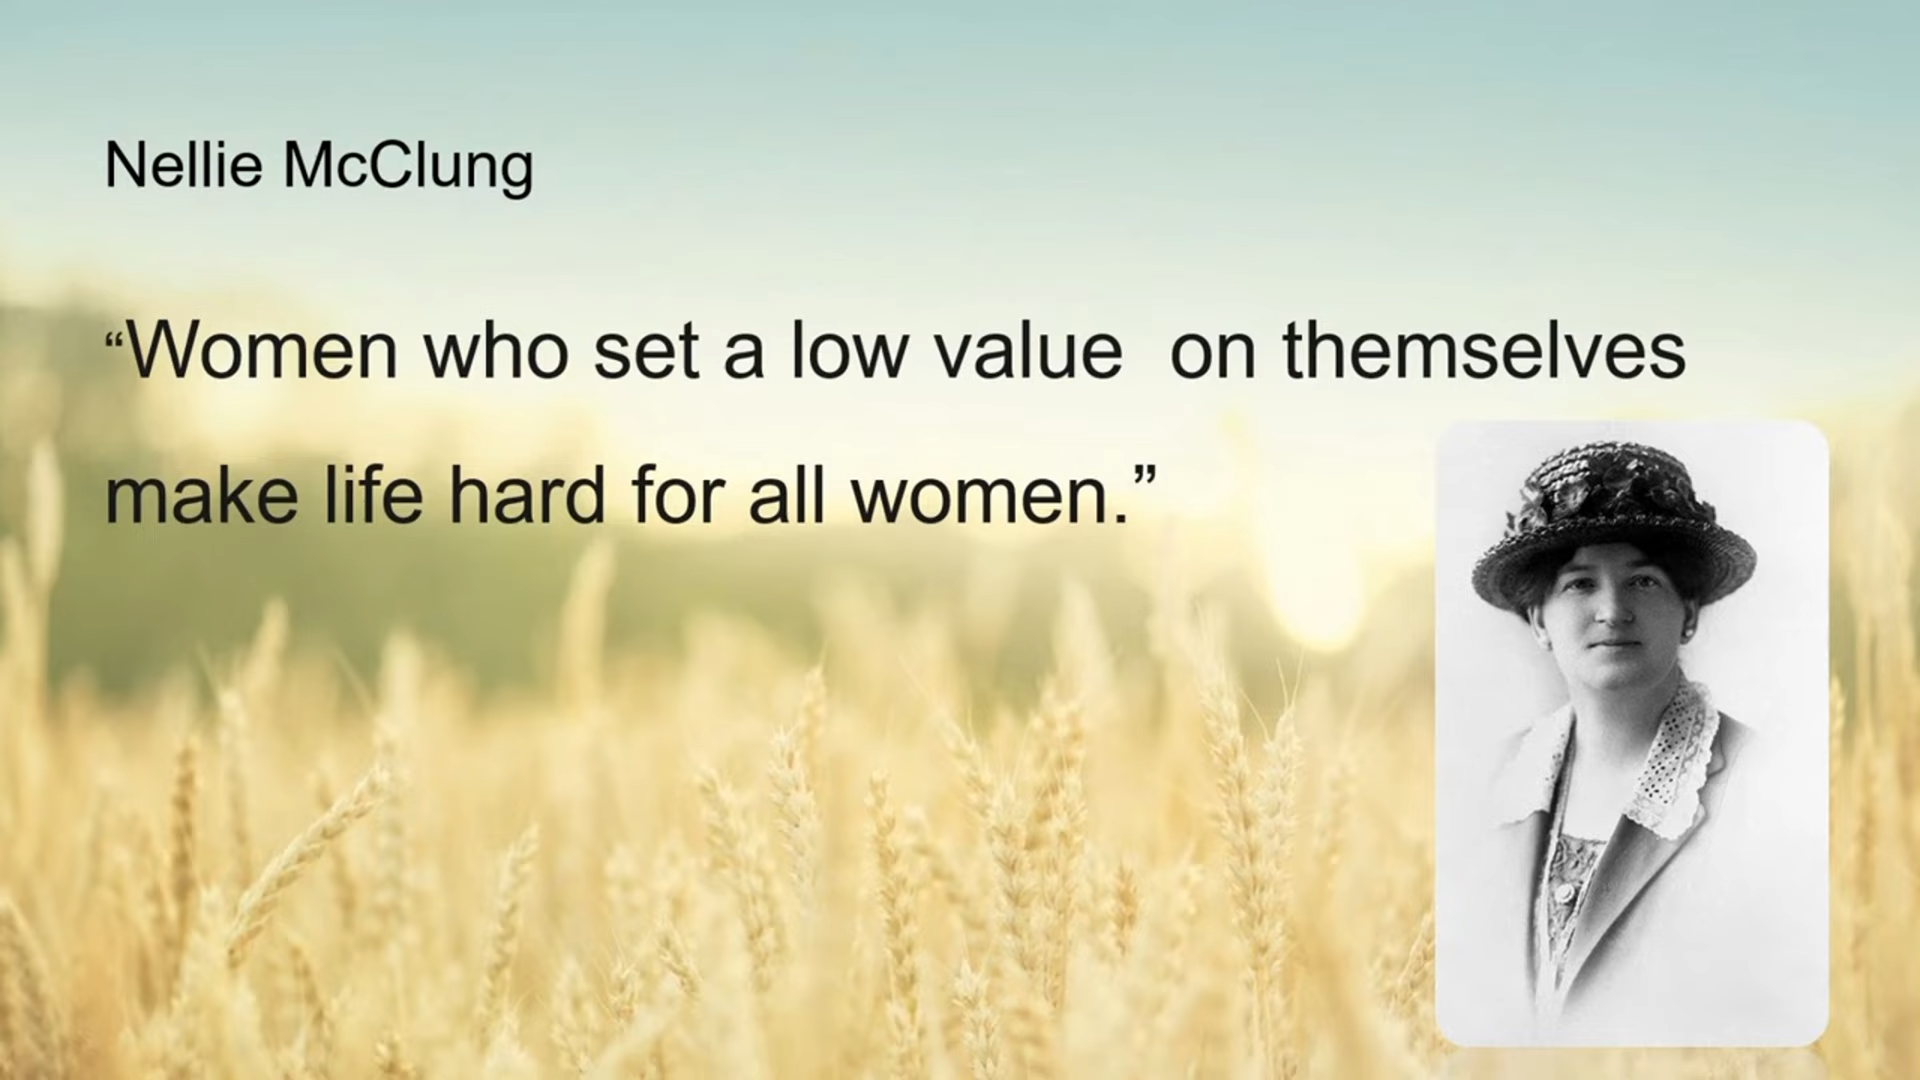 Nellie McClung
“Women who set a low value  on themselves
make life hard for all women.”